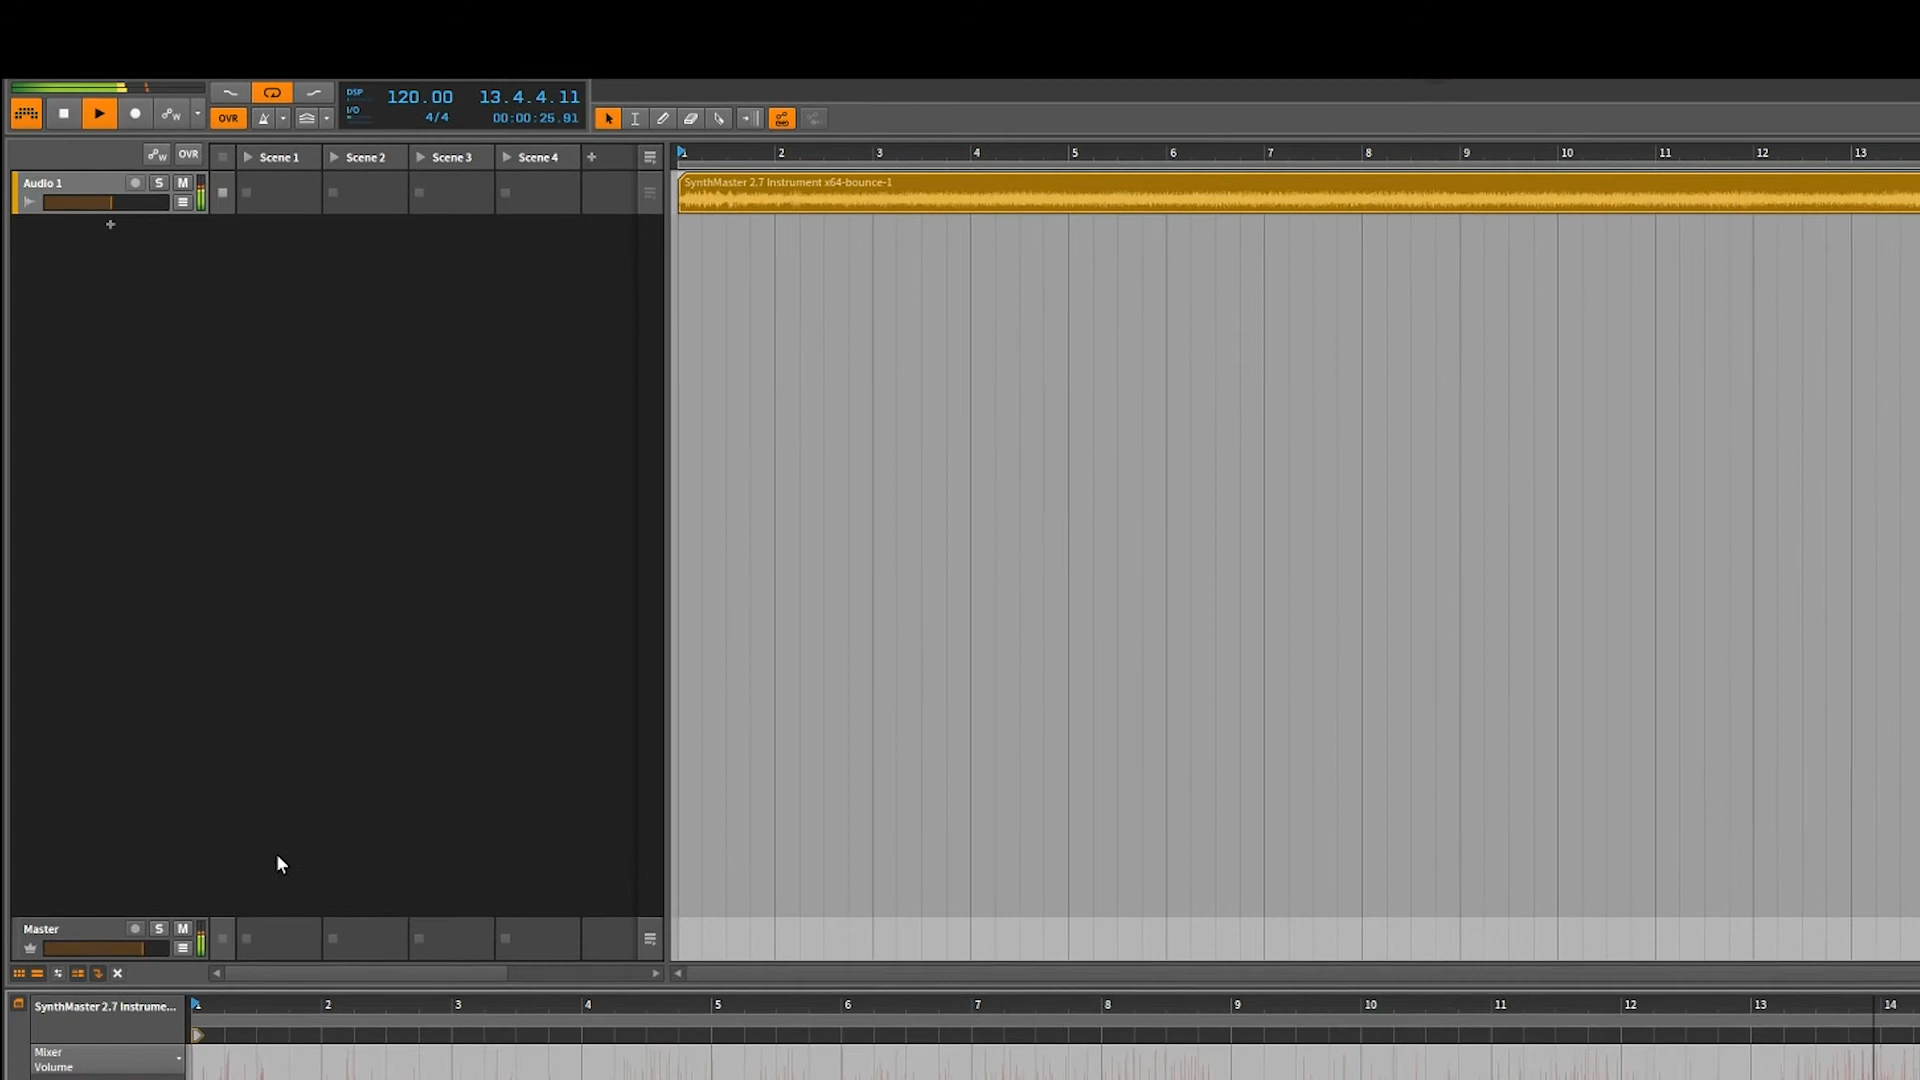 DSP
120.00
13.4.4.11
I/O
4/4
00:00:25.91
OVR
OVR
Scene 1
Scene 2
Scene 3
Scene 4
1 2 3 4 5 6 7 8 9 10 11 12 13
Audio 1
S
M
SynthMaster 2.7 Instrument x64-bounce-1
Master
S
M
SynthMaster 2.7 Instrume...
1 2 3 4 5 6 7 8 9 10 11 12 13 14
Mixer
Volume